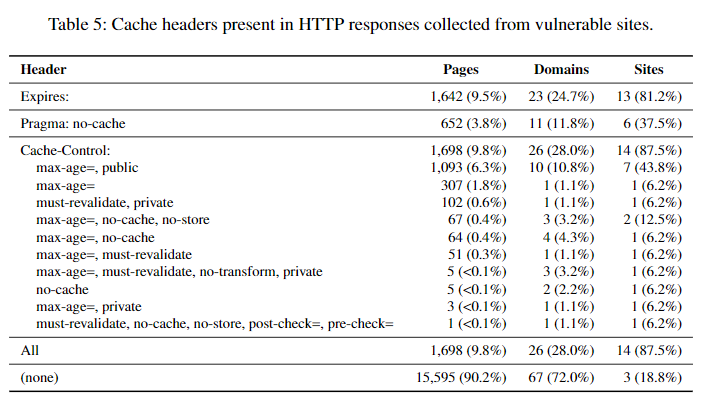 Table 5: Cache headers present in HTTP responses collected from vulnerable sites.
Header Pages Domains Sites
Expires: 1,642 (9.5%) 23 (24.7%) 13 (81.2%)
Pragma: no-cache 652 (3.8%) 11 (11.8%) 6 (37.5%)
Cache-Control: 1,698 (9.8%) 26 (28.0%) 14 (87.5%)
max-age=, public 1,093 (6.3%) 10 (10.8%) 7 (43.8%)
max-age= 307 (1.8%) 1 (1.1%) 1 (6.2%)
must-revalidate, private 102 (0.6%) 1 (1.1%) 1 (6.2%)
max-age=, no-cache, no-store 67 (0.4%) 3 (3.2%) 2 (12.5%)
max-age=, no-cache 64 (0.4%) 4 (4.3%) 1 (6.2%)
max-age=, must-revalidate 51 (0.3%) 1 (1.1%) 1 (6.2%)
max-age=, must-revalidate, no-transform, private 5 (<0.1%) 3 (3.2%) 1 (6.2%)
no-cache 5 (<0.1%) 2 (2.2%) 1 (6.2%)
max-age=, private 3 (<0.1%) 1 (1.1%) 1 (6.2%)
must-revalidate, no-cache, no-store, post-check=, pre-check= 1 (<0.1%) 1 (1.1%) 1 (6.2%)
All 1,698 (9.8%) 26 (28.0%) 14 (87.5%)
(none) 15,595 (90.2%) 67 (72.0%) 3 (18.8%)